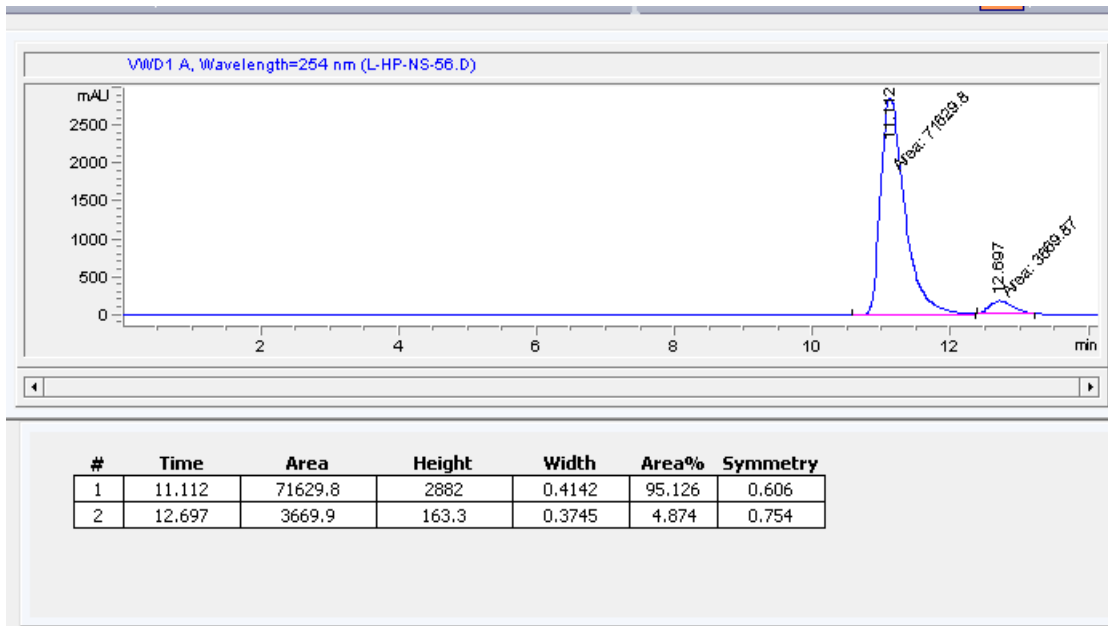 VWD1 A, Wavelength=254 nm (L-HP-NS-56.D)
mAU
2500
2000
1500
1000
500
0
11.112
Area: 71629.8
12.697
Area: 3669.87
2 4 6 8 10 12 min
# Time Area Height Width Area% Symmetry
1 11.112 71629.8 2882 0.4142 95.126 0.606
2 12.697 3669.9 163.3 0.3745 4.874 0.754